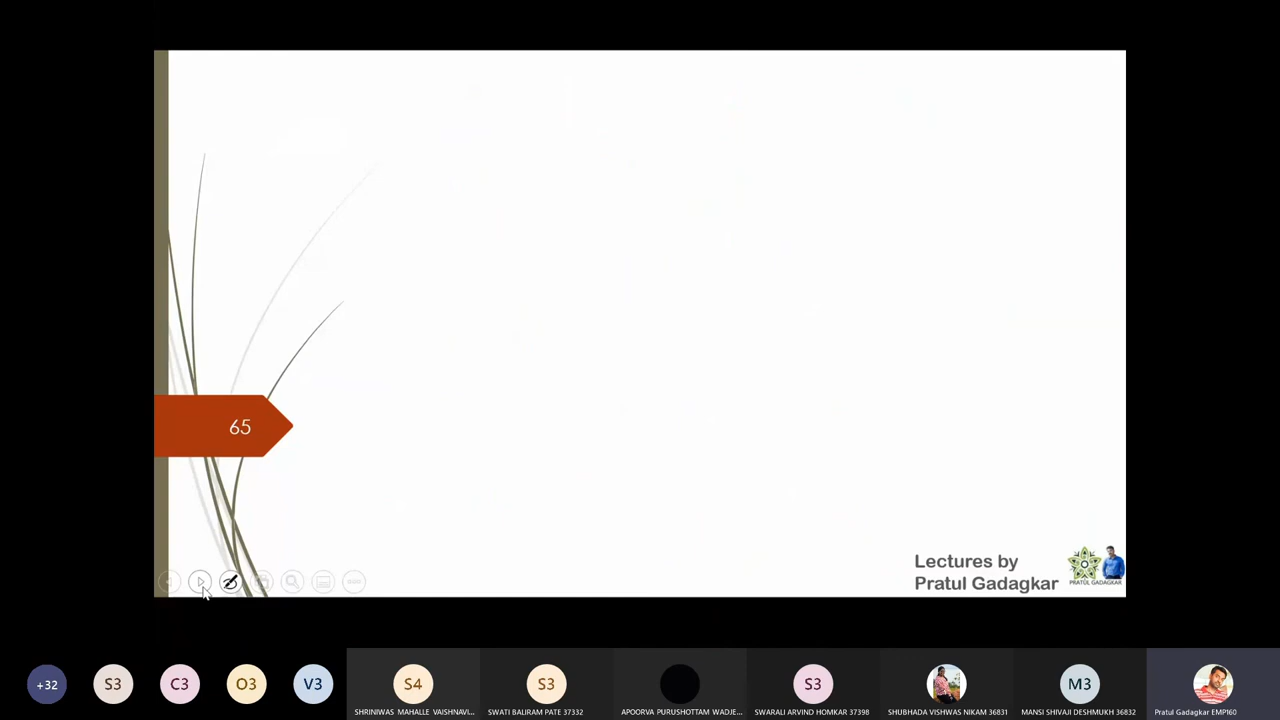 65
Lectures by
Pratul Gadagkar
PRATUL GADAGKAR
+32
S3
C3
O3
V3
S4
S3
S3
M3
SHRINIWAS MAHALLE VAISHNAVI...
SWATI BALIRAM PATE 37332
APOORVA PURUSHOTTAM WADJE...
SWARALI ARVIND HOMKAR 37398
SHUBHADA VISHWAS NIKAM 36831
MANSI SHIVAJI DESHMUKH 36832
Pratul Gadagkar EMP160